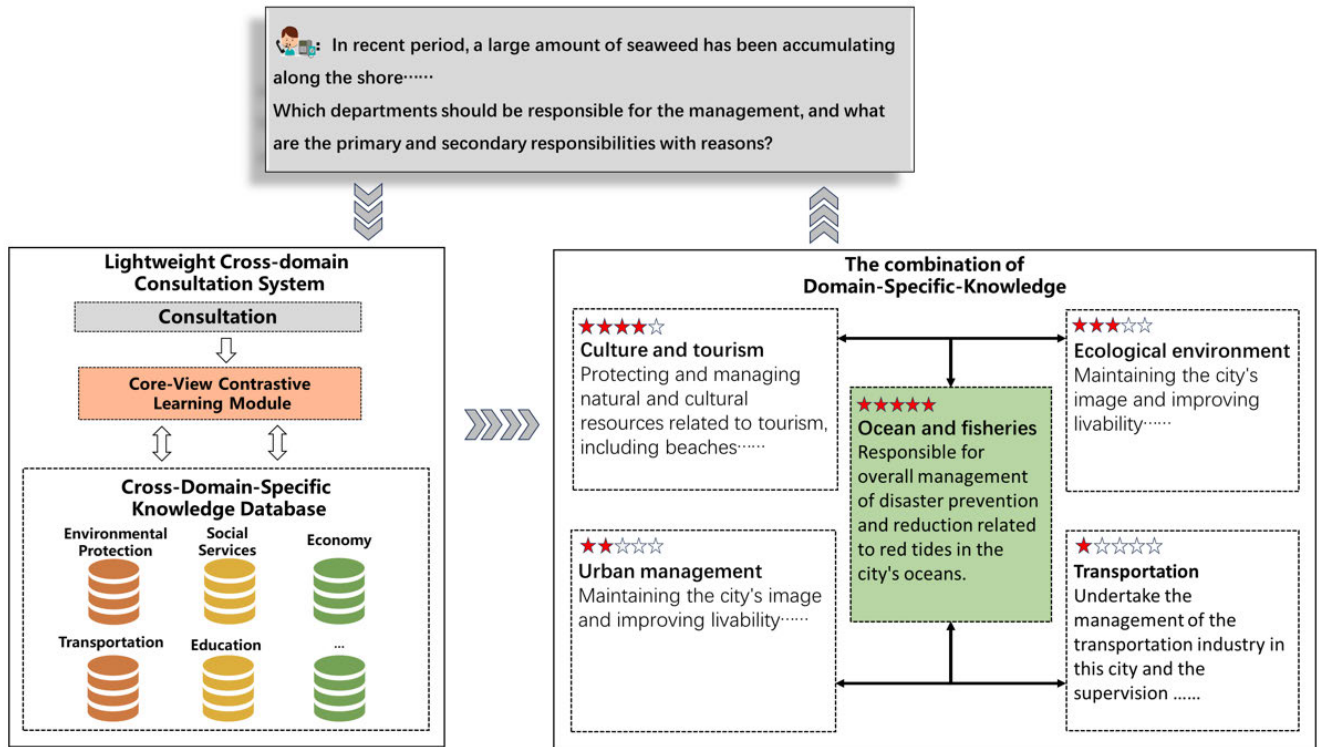 : In recent period, a large amount of seaweed has been accumulating
along the shore……
Which departments should be responsible for the management, and what
are the primary and secondary responsibilities with reasons?
Lightweight Cross-domain
Consultation System
Consultation
Core-View Contrastive
Learning Module
Cross-Domain-Specific
Knowledge Database
Environmental
Protection
Social
Services
Economy
Transportation
Education
...
The combination of
Domain-Specific-Knowledge
Culture and tourism
Protecting and managing
natural and cultural
resources related to tourism,
including beaches……
Ecological environment
Maintaining the city's
image and improving
livability……
Ocean and fisheries
Responsible for
overall management
of disaster prevention
and reduction related
to red tides in the
city's oceans.
Urban management
Maintaining the city's image
and improving livability……
Transportation
Undertake the
management of the
transportation industry in
this city and the
supervision ......